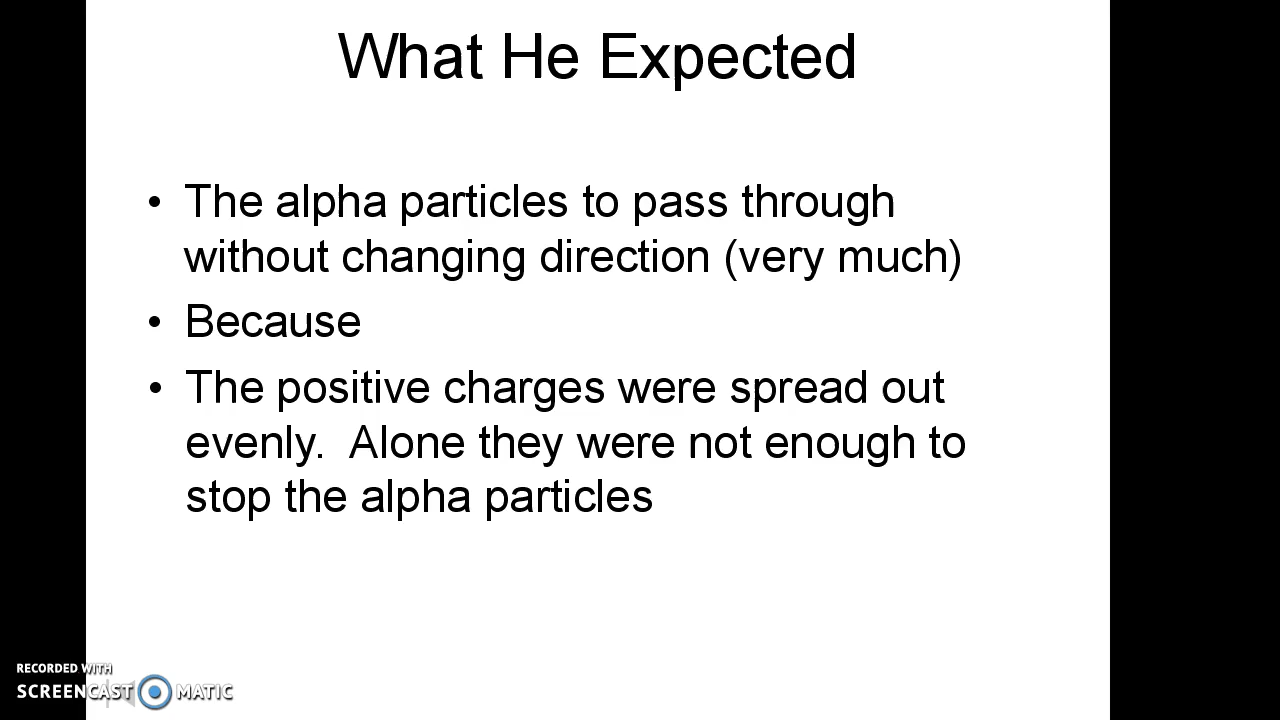 What He Expected
• The alpha particles to pass through
without changing direction (very much)
• Because
• The positive charges were spread out
evenly.  Alone they were not enough to
stop the alpha particles
RECORDED WITH
SCREENCAST MATIC